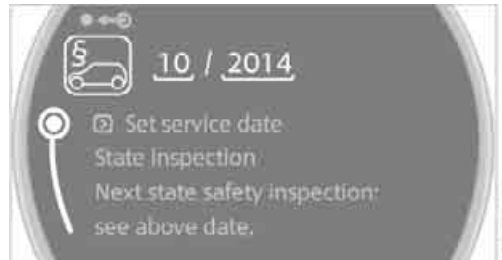 §
10 / 2014
Set service date
State Inspection
Next state safety inspection:
see above date.